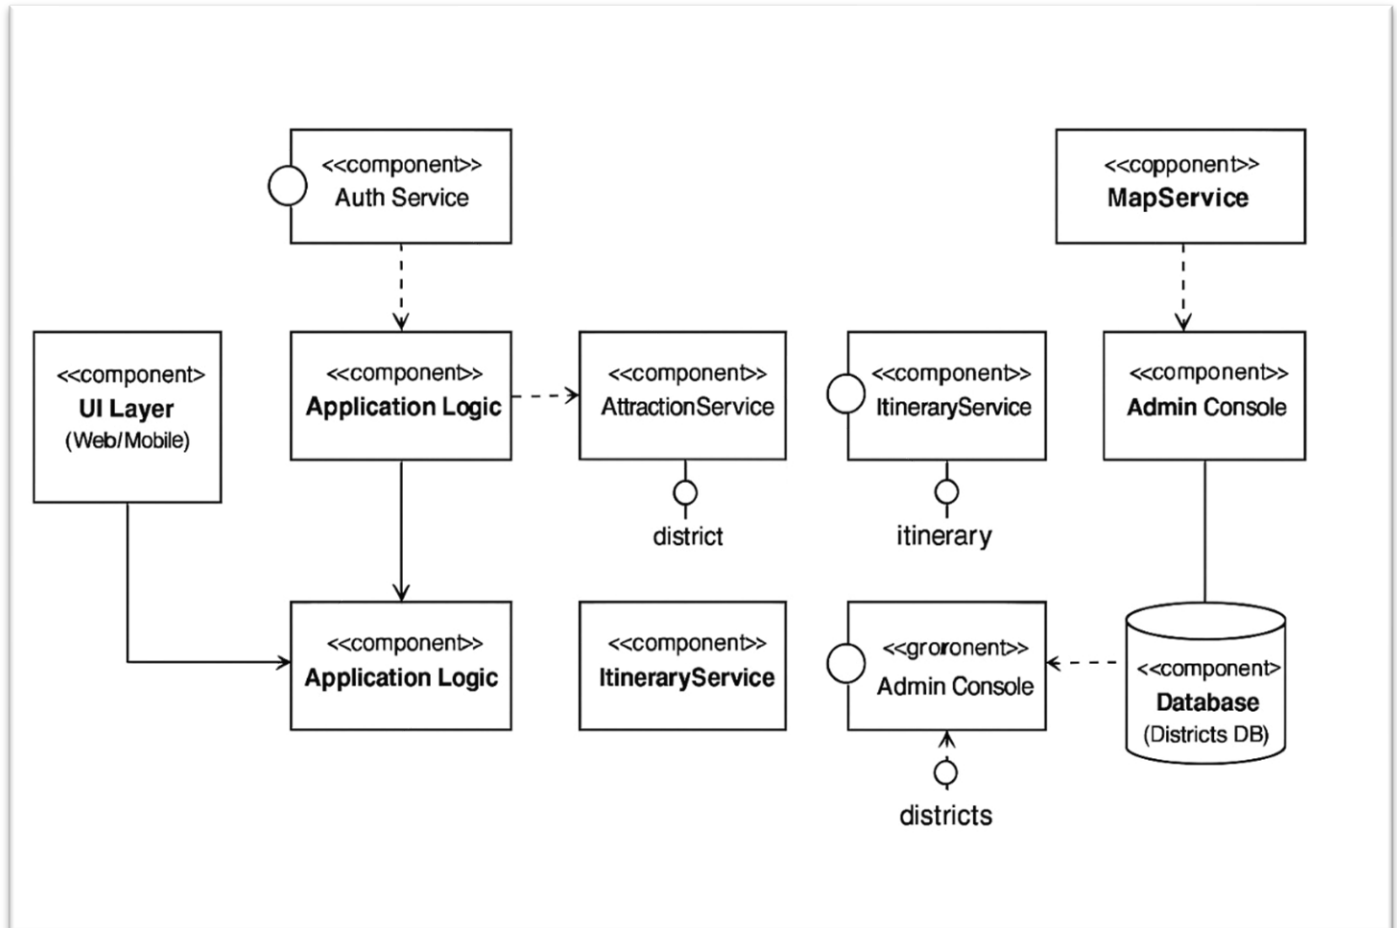 <<component>>
Auth Service
<<copponent>>
MapService
<<component>
UI Layer
(Web/Mobile)
<<component>>
Application Logic
<<component>>
AttractionService
district
<<component>>
ItineraryService
itinerary
<<component>>
Admin Console
<<component>>
Application Logic
<<component>>
ItineraryService
<<groronent>>
Admin Console
districts
<<component>
Database
(Districts DB)